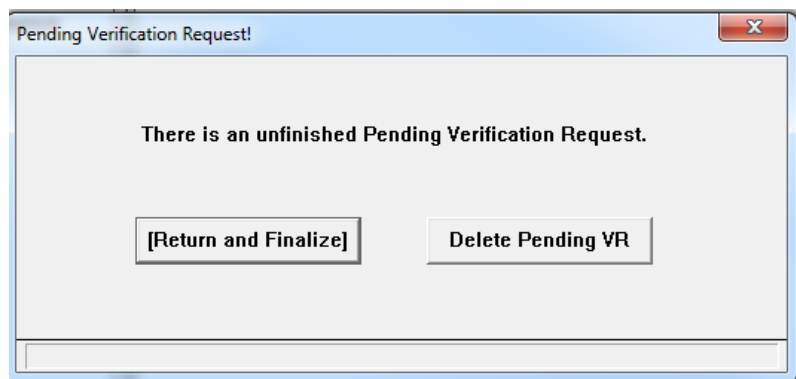 Pending Verification Request!
There is an unfinished Pending Verification Request.
[Return and Finalize]
Delete Pending VR